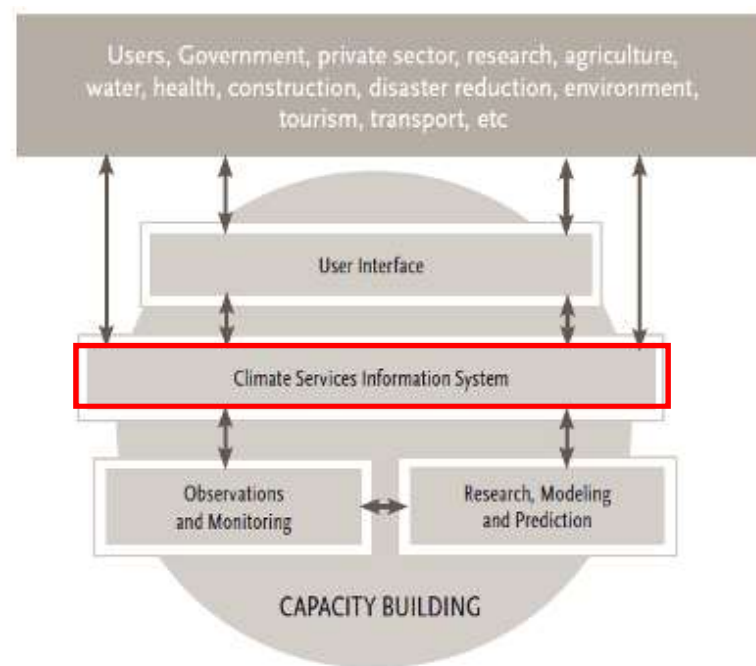 Users, Government, private sector, research, agriculture,
water, health, construction, disaster reduction, environment,
tourism, transport, etc
User Interface
Climate Services Information System
Observations
and Monitoring
Research, Modeling
and Prediction
CAPACITY BUILDING